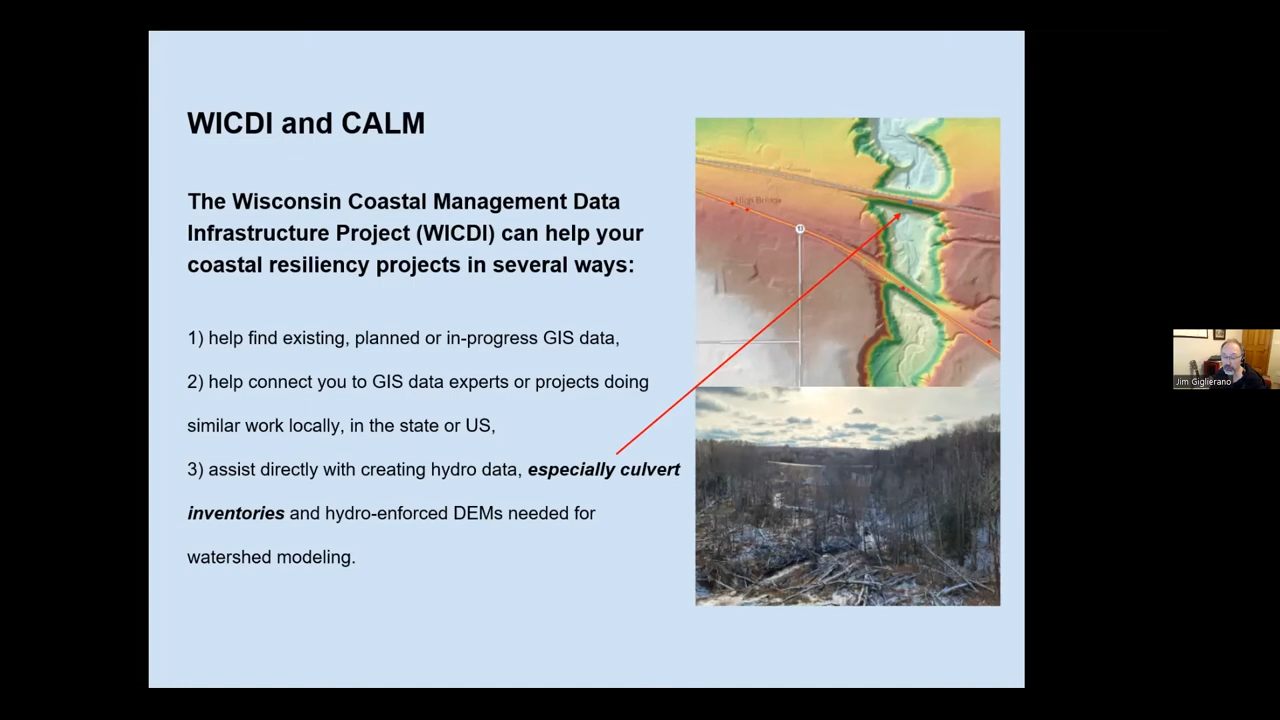 WICDI and CALM
The Wisconsin Coastal Management Data
Infrastructure Project (WICDI) can help your
coastal resiliency projects in several ways:
1) help find existing, planned or in-progress GIS data,
2) help connect you to GIS data experts or projects doing
similar work locally, in the state or US,
3) assist directly with creating hydro data, especially culvert
inventories and hydro-enforced DEMs needed for
watershed modeling.
High Bridge
Jim Giglierano